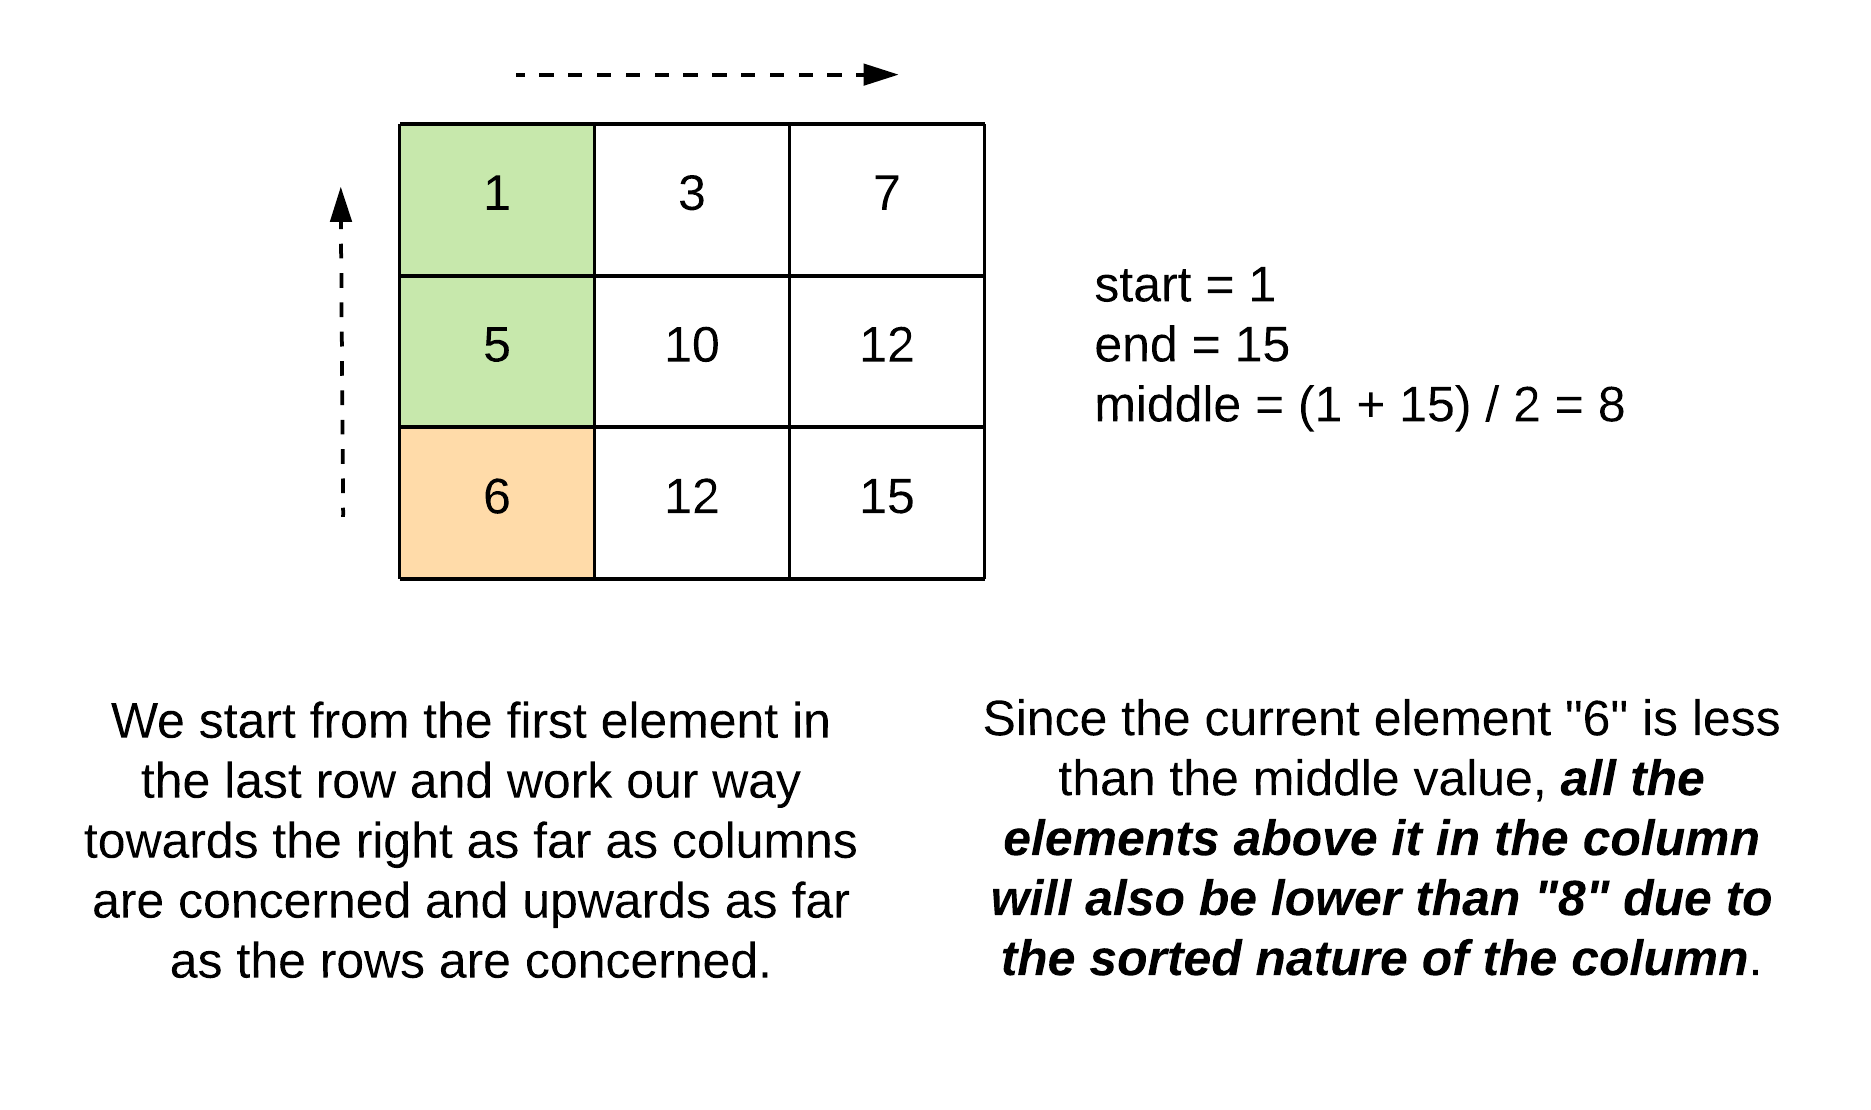 1 3 7
5 10 12
6 12 15
start = 1
end = 15
middle = (1 + 15) / 2 = 8
We start from the first element in
the last row and work our way
towards the right as far as columns
are concerned and upwards as far
as the rows are concerned.
Since the current element "6" is less
than the middle value, all the
elements above it in the column
will also be lower than "8" due to
the sorted nature of the column.